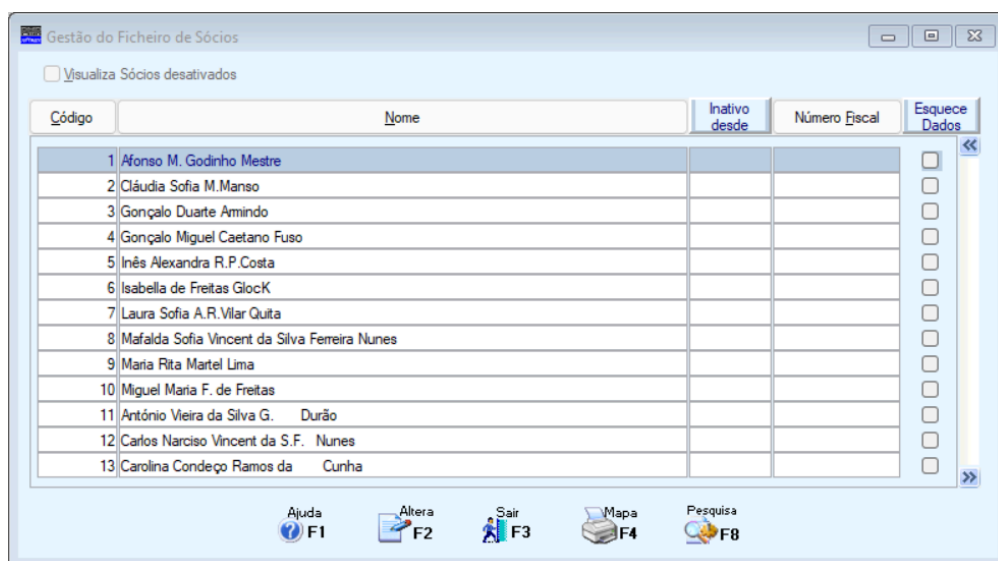 Gestão do Ficheiro de Sócios
Visualiza Sócios desativados
Código Nome Inativo desde Número Fiscal Esquece Dados
1 Afonso M. Godinho Mestre
2 Cláudia Sofia M.Manso
3 Gonçalo Duarte Armindo
4 Gonçalo Miguel Caetano Fuso
5 Inês Alexandra R.P.Costa
6 Isabella de Freitas GlocK
7 Laura Sofia A.R.Vilar Quita
8 Mafalda Sofia Vincent da Silva Ferreira Nunes
9 Maria Rita Martel Lima
10 Miguel Maria F. de Freitas
11 António Vieira da Silva G. Durão
12 Carlos Narciso Vincent da S.F. Nunes
13 Carolina Condeço Ramos da Cunha
Ajuda F1 Altera F2 Sair F3 Mapa F4 Pesquisa F8